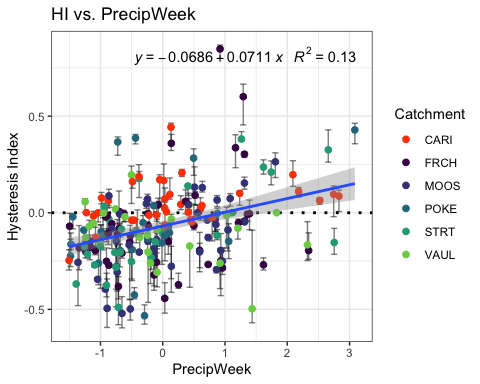 HI vs. PrecipWeek
y = −0.0686 + 0.0711 x R² = 0.13
Hysteresis Index
0.5
0.0
-0.5
-1
0
1
2
3
PrecipWeek
Catchment
CARI
FRCH
MOOS
POKE
STRT
VAUL